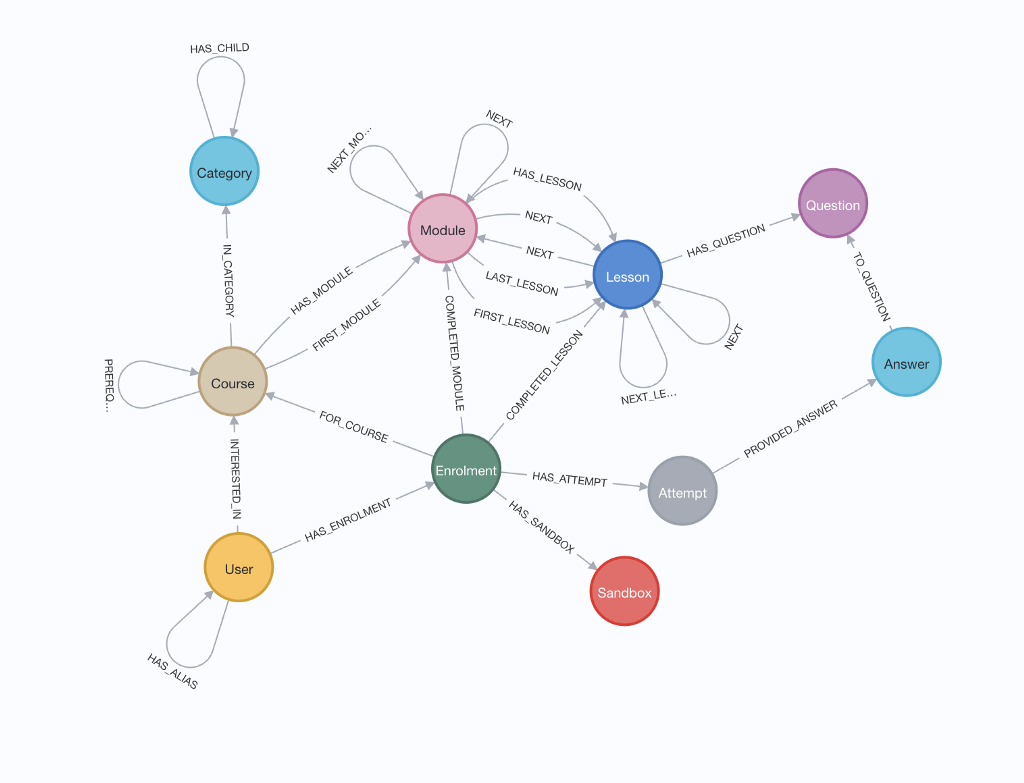 HAS_CHILD
Category
NEXT_MO...
NEXT
HAS_LESSON
Module
NEXT
NEXT
LAST_LESSON
FIRST_LESSON
Lesson
HAS_QUESTION
Question
IN_CATEGORY
HAS_MODULE
FIRST_MODULE
COMPLETED_MODULE
COMPLETED_LESSON
NEXT
NEXT_LE...
TO_QUESTION
Answer
PREREQ...
Course
FOR_COURSE
PROVIDED_ANSWER
INTERESTED_IN
Enrolment
HAS_ATTEMPT
Attempt
HAS_ENROLMENT
HAS_SANDBOX
User
Sandbox
HAS_ALIAS